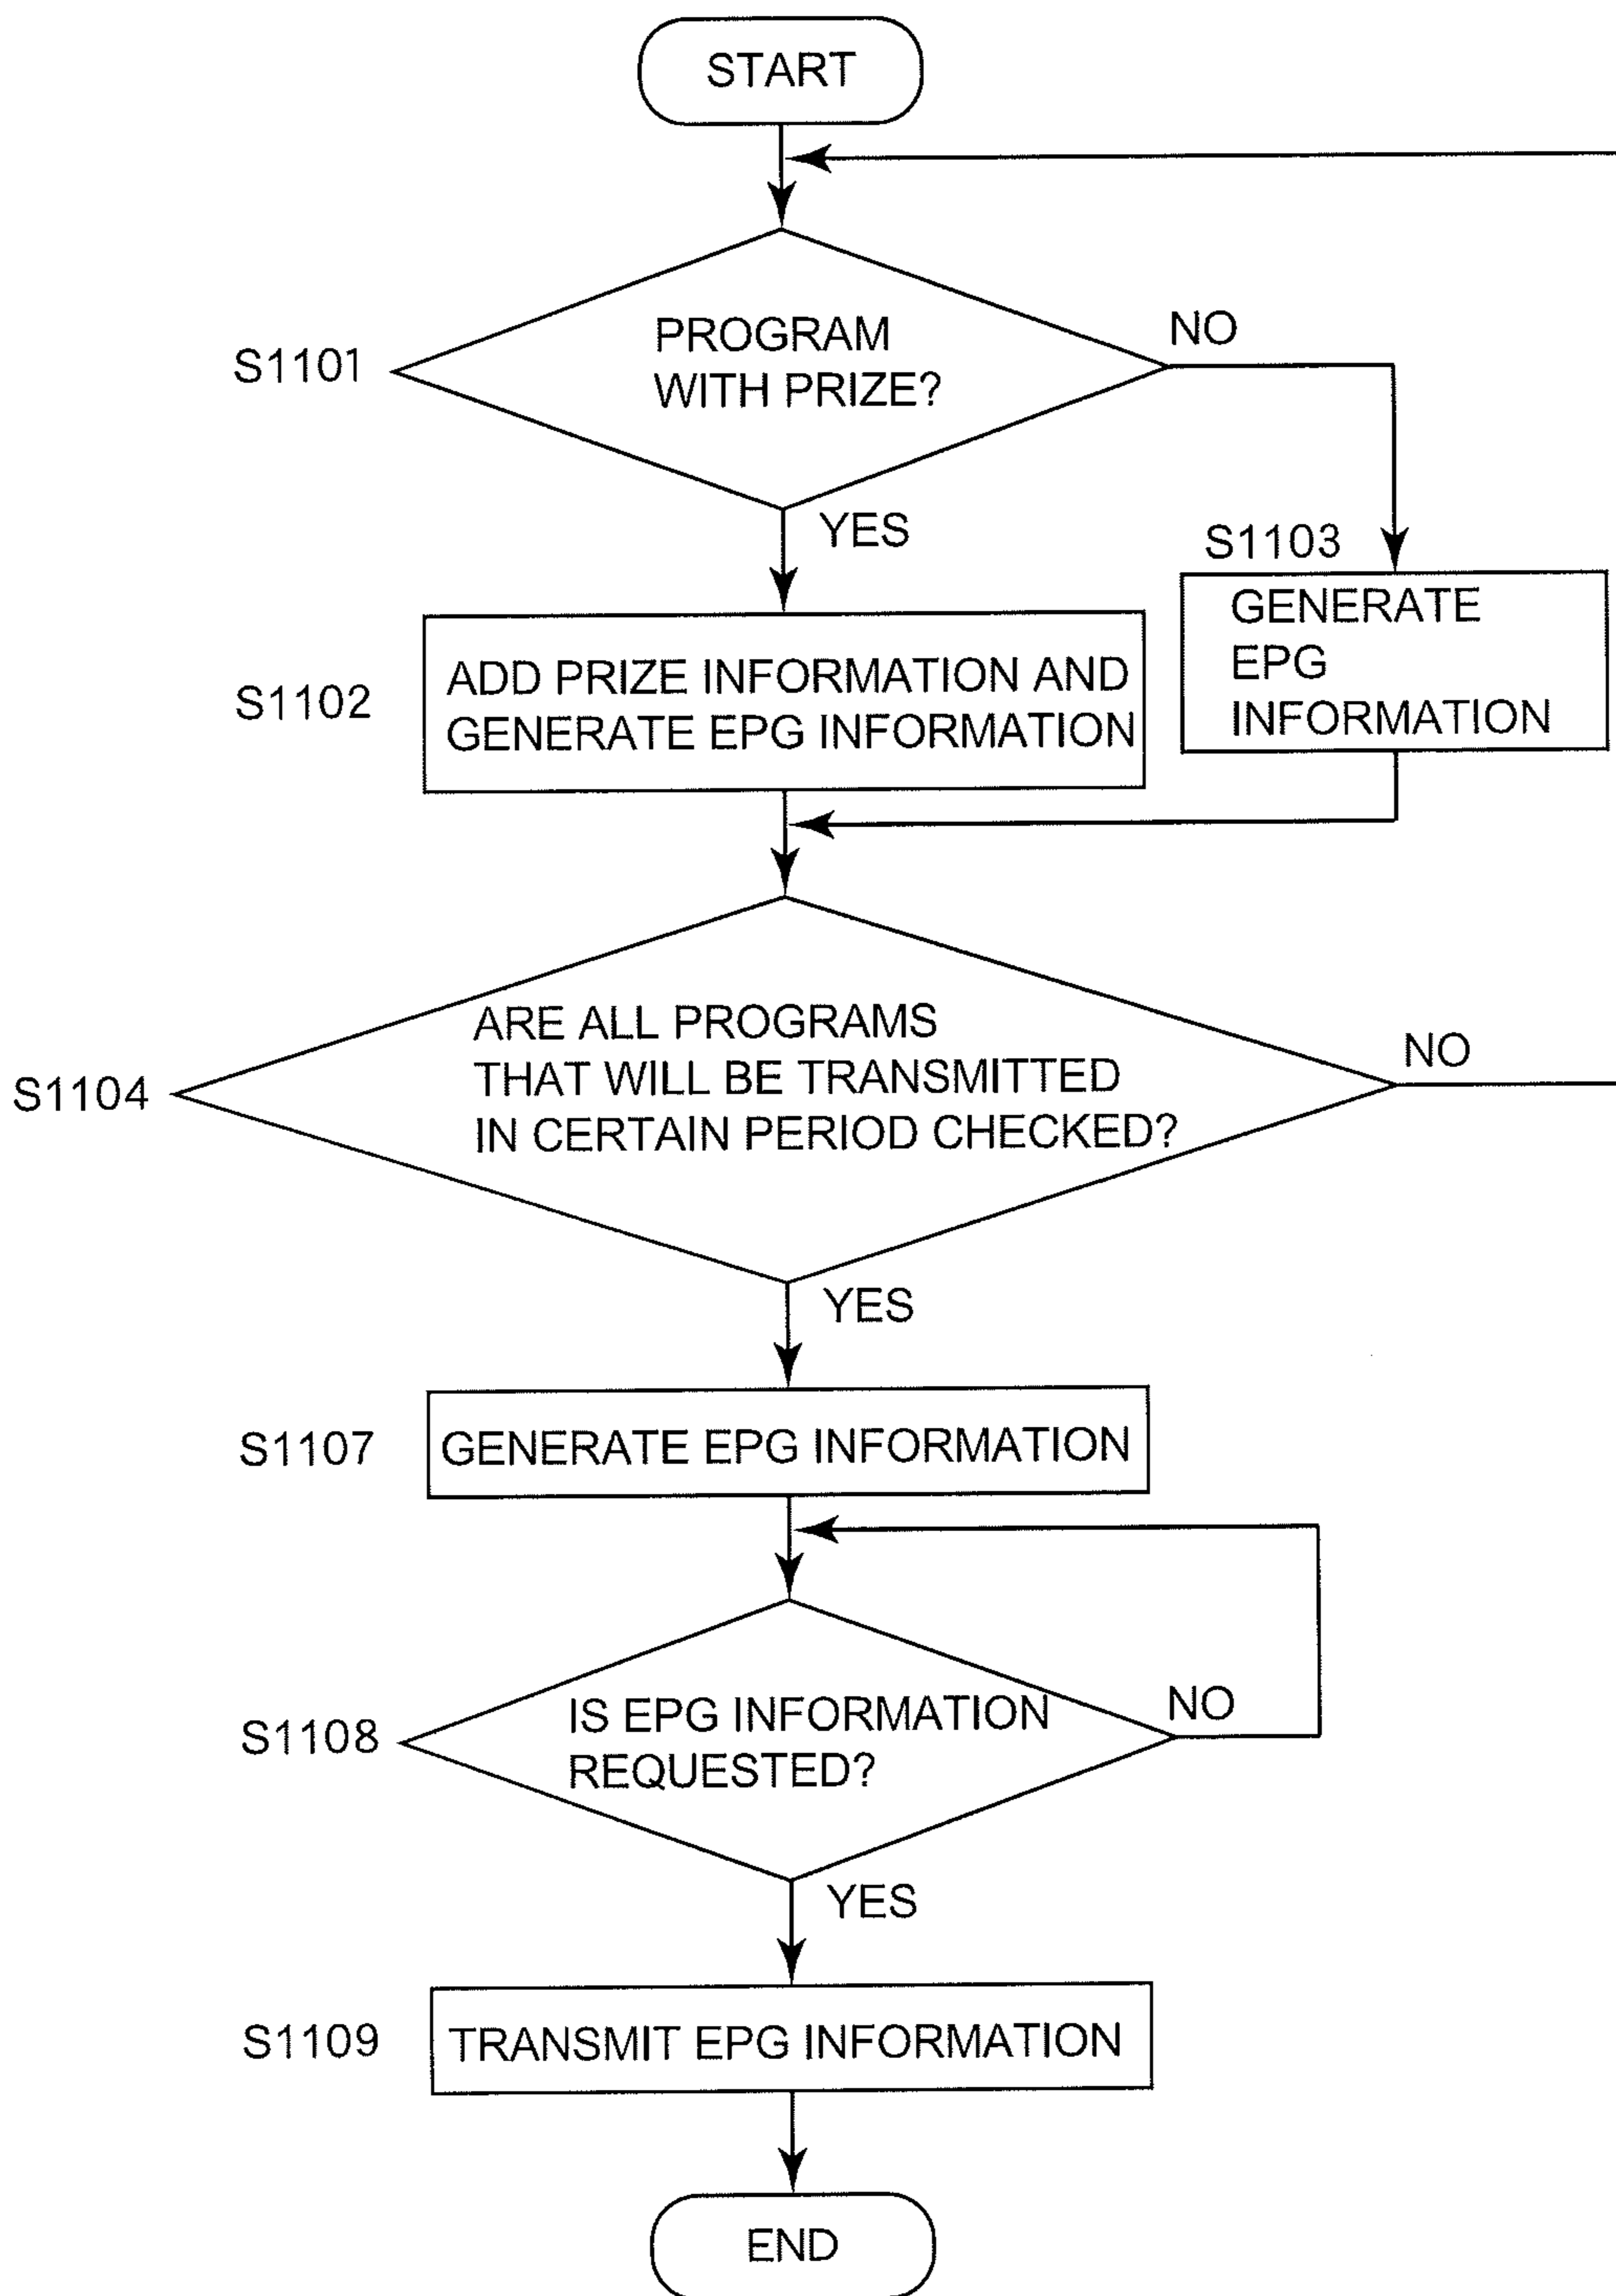 START
PROGRAM
WITH PRIZE?
NO
S1101
YES
S1103
GENERATE
EPG
INFORMATION
S1102
ADD PRIZE INFORMATION AND
GENERATE EPG INFORMATION
ARE ALL PROGRAMS
THAT WILL BE TRANSMITTED
IN CERTAIN PERIOD CHECKED?
NO
S1104
YES
S1107
GENERATE EPG INFORMATION
IS EPG INFORMATION
REQUESTED?
NO
S1108
YES
S1109
TRANSMIT EPG INFORMATION
END